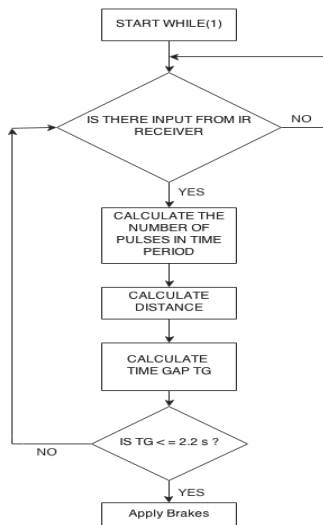 START WHILE(1)
IS THERE INPUT FROM IR
RECEIVER
NO
YES
CALCULATE THE
NUMBER OF
PULSES IN TIME
PERIOD
CALCULATE
DISTANCE
CALCULATE
TIME GAP TG
IS TG < = 2.2 s ?
NO
YES
Apply Brakes